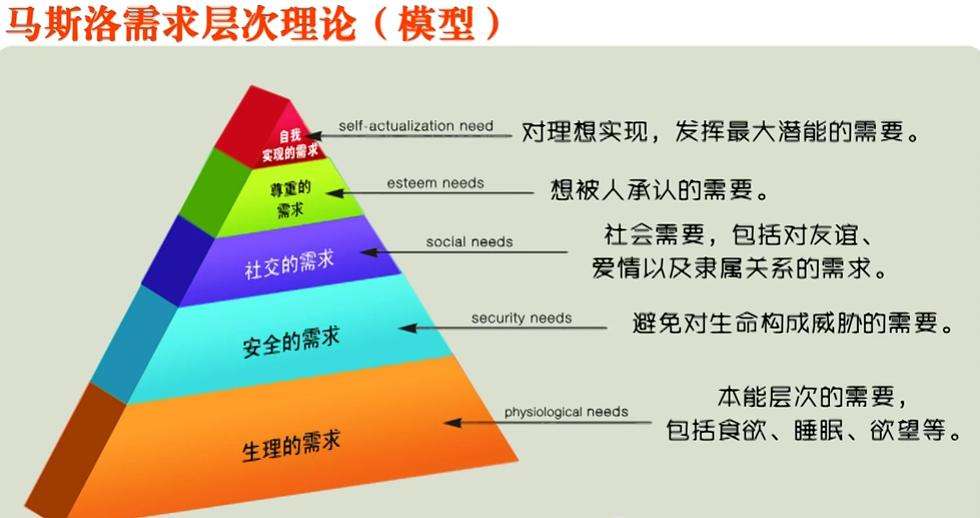 马斯洛需求层次理论（模型）
自我
实现的需求
self-actualization need
对理想实现，发挥最大潜能的需要。
尊重的
需求
esteem needs
想被人承认的需要。
社交的需求
social needs
社会需要，包括对友谊、
爱情以及隶属关系的需求。
安全的需求
security needs
避免对生命构成威胁的需要。
生理的需求
physiological needs
本能层次的需要，
包括食欲、睡眠、欲望等。